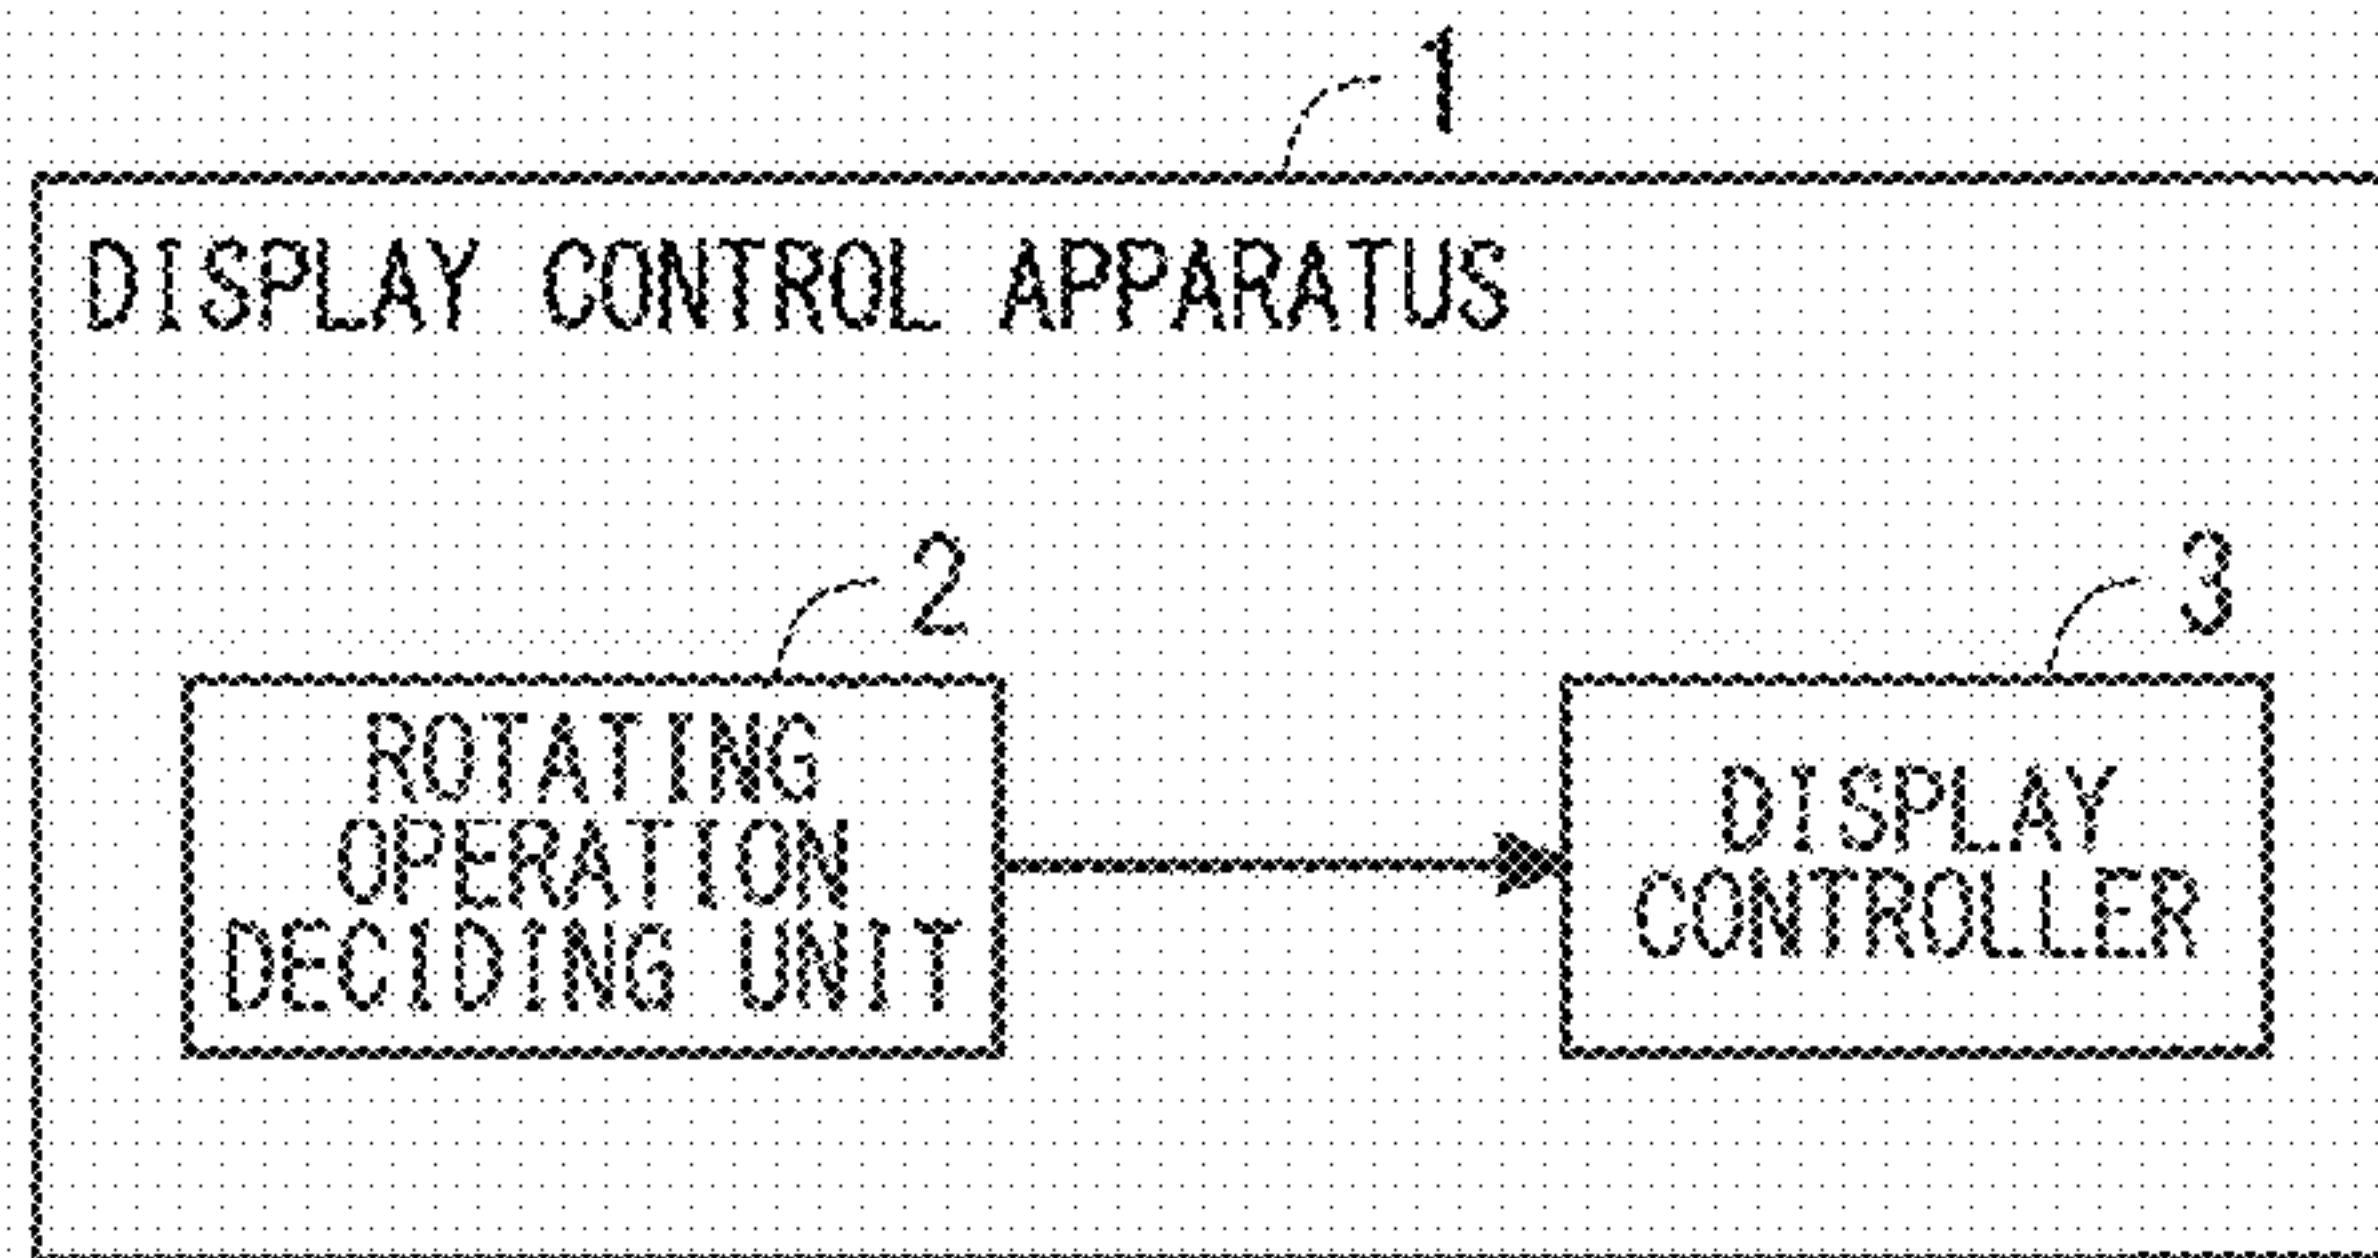 1
DISPLAY CONTROL APPARATUS
2
3
ROTATING
OPERATION
DECIDING UNIT
DISPLAY
CONTROLLER